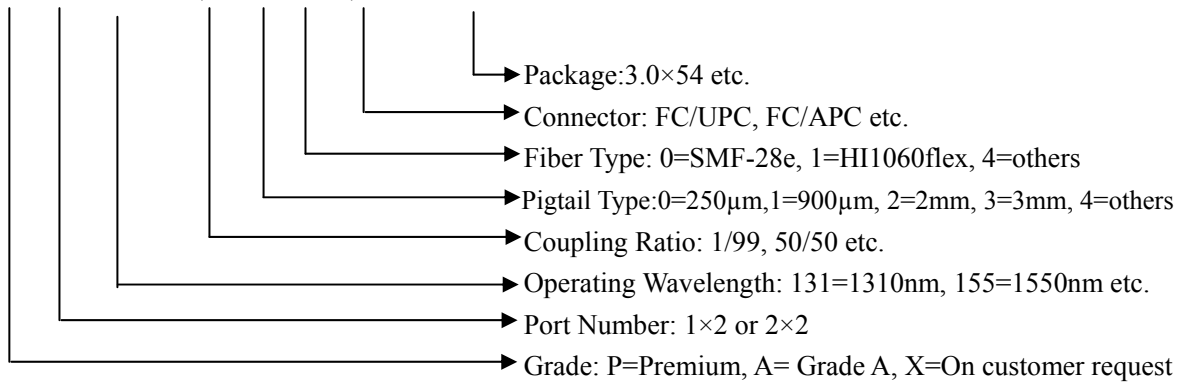 Package:3.0×54 etc.
Connector: FC/UPC, FC/APC etc.
Fiber Type: 0=SMF-28e, 1=HI1060flex, 4=others
Pigtail Type:0=250μm,1=900μm, 2=2mm, 3=3mm, 4=others
Coupling Ratio: 1/99, 50/50 etc.
Operating Wavelength: 131=1310nm, 155=1550nm etc.
Port Number: 1×2 or 2×2
Grade: P=Premium, A= Grade A, X=On customer request